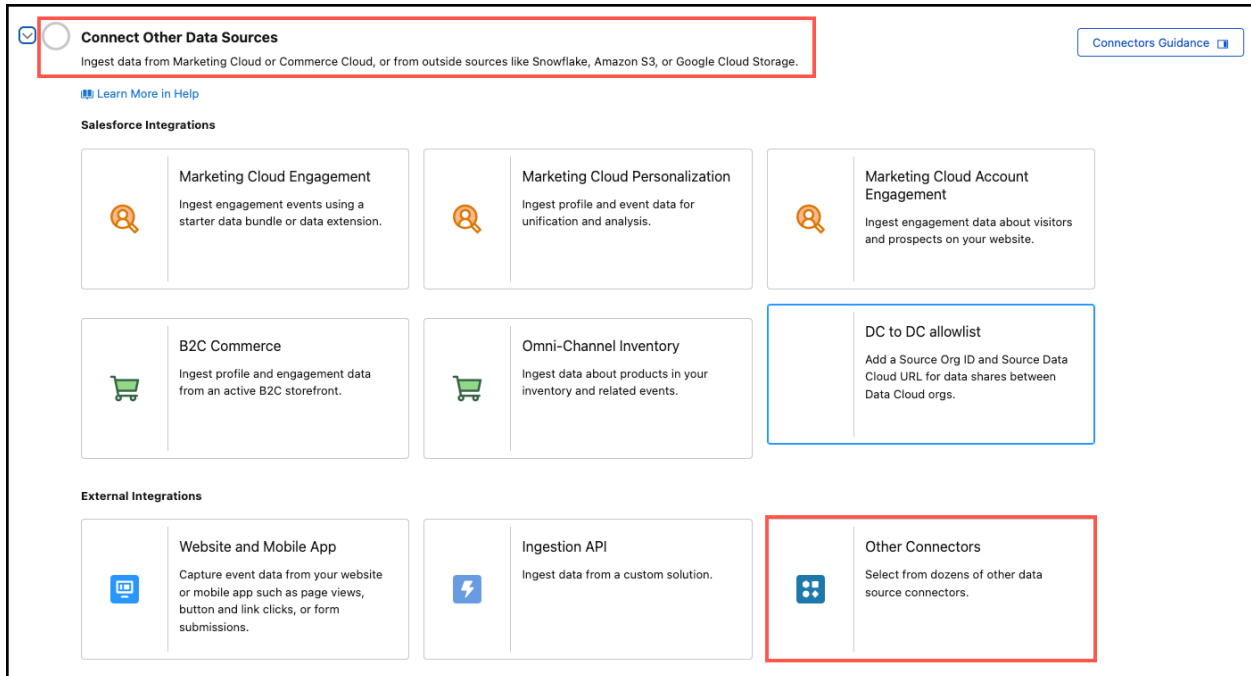 Connect Other Data Sources
Connectors Guidance
Ingest data from Marketing Cloud or Commerce Cloud, or from outside sources like Snowflake, Amazon S3, or Google Cloud Storage.
Learn More in Help
Salesforce Integrations
Marketing Cloud Engagement
Ingest engagement events using a
starter data bundle or data extension.
Marketing Cloud Personalization
Ingest profile and event data for
unification and analysis.
Marketing Cloud Account
Engagement
Ingest engagement data about visitors
and prospects on your website.
B2C Commerce
Ingest profile and engagement data
from an active B2C storefront.
Omni-Channel Inventory
Ingest data about products in your
inventory and related events.
DC to DC allowlist
Add a Source Org ID and Source Data
Cloud URL for data shares between
Data Cloud orgs.
External Integrations
Website and Mobile App
Capture event data from your website
or mobile app such as page views,
button and link clicks, or form
submissions.
Ingestion API
Ingest data from a custom solution.
Other Connectors
Select from dozens of other data
source connectors.